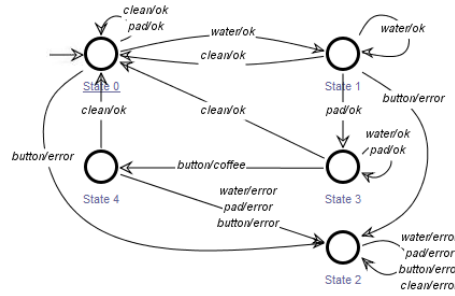 clean/ok
pad/ok
water/ok
water/ok
clean/ok
State 0
State 1
clean/ok
clean/ok
pad/ok
button/error
water/ok
pad/ok
button/error
button/coffee
State 4
State 3
water/error
pad/error
button/error
water/error
pad/error
button/error
clean/error
State 2